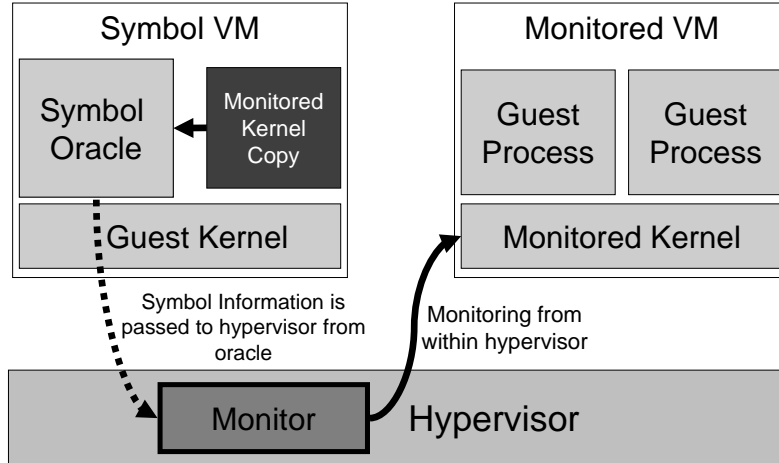 Symbol VM
Symbol
Oracle
Monitored
Kernel
Copy
Guest Kernel
Monitored VM
Guest
Process
Guest
Process
Monitored Kernel
Symbol Information is
passed to hypervisor from
oracle
Monitoring from
within hypervisor
Monitor
Hypervisor